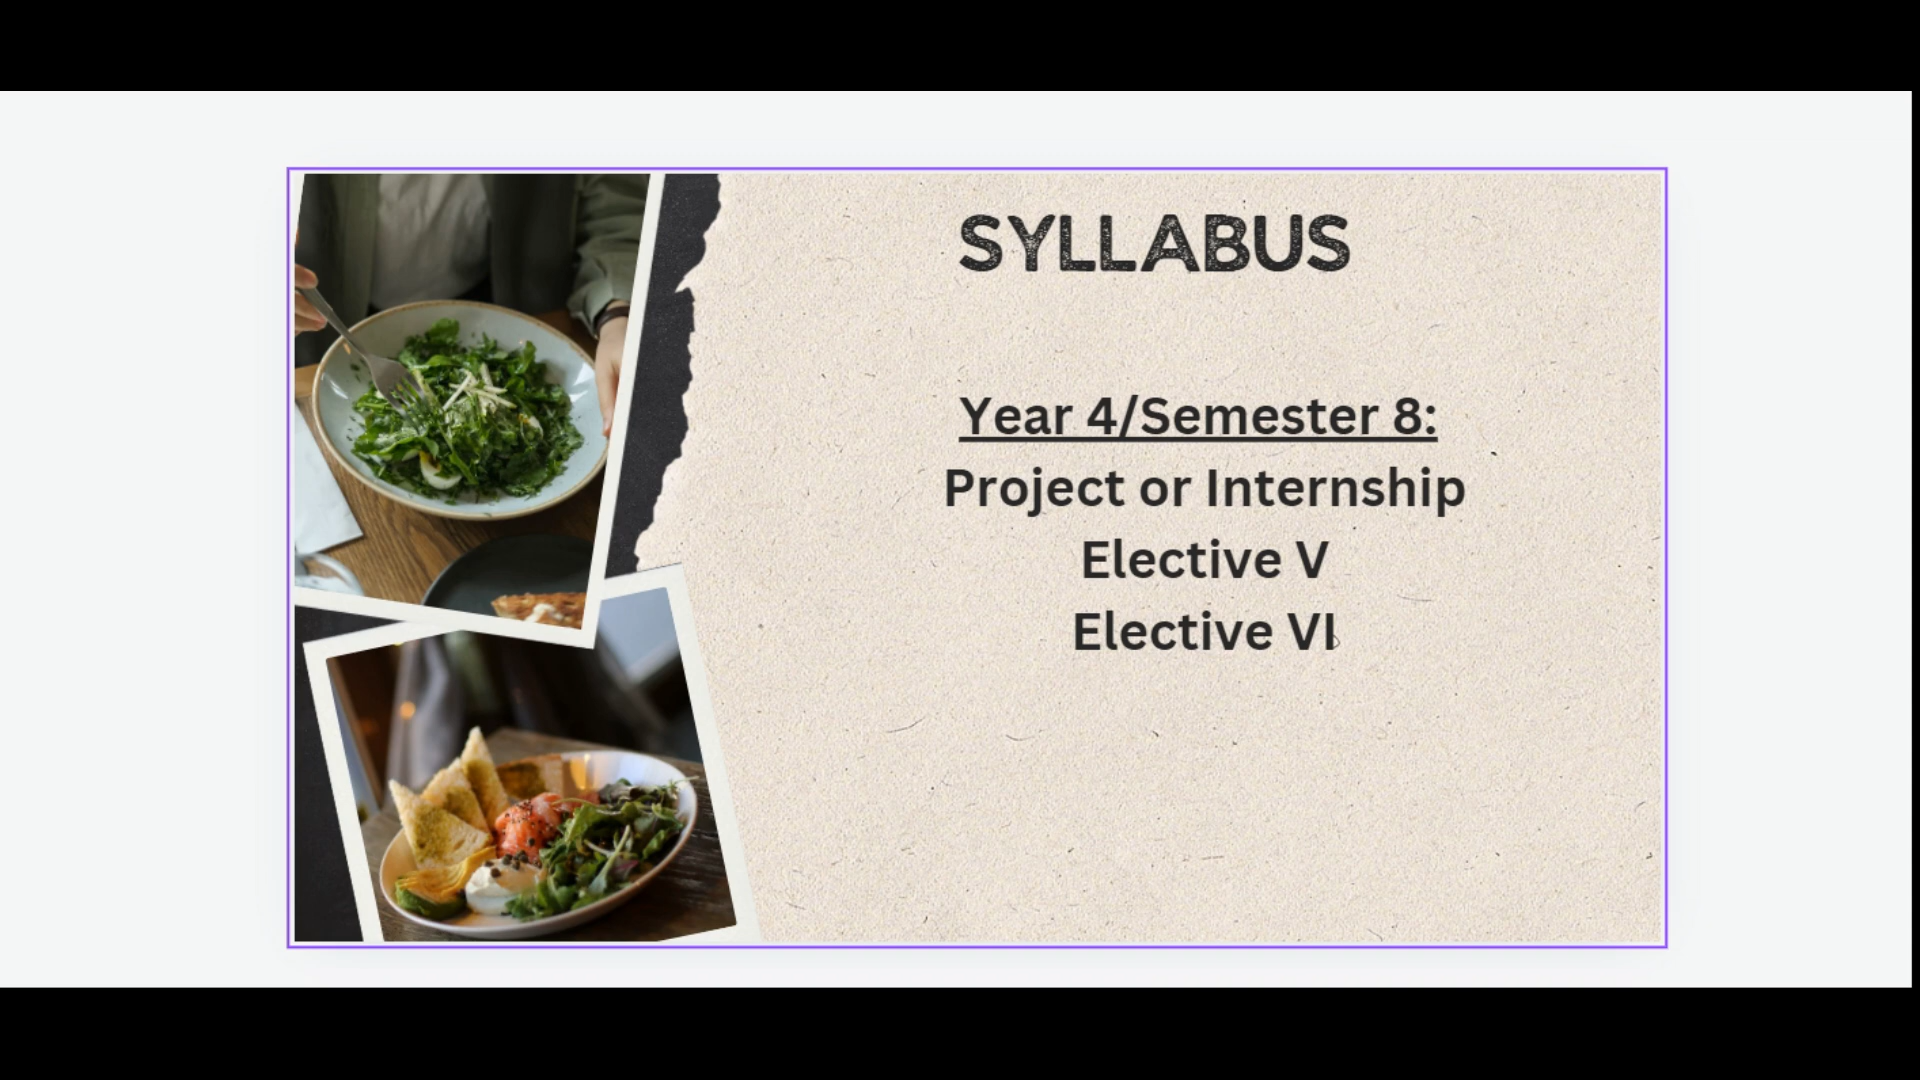 SYLLABUS
Year 4/Semester 8:
Project or Internship
Elective V
Elective VI